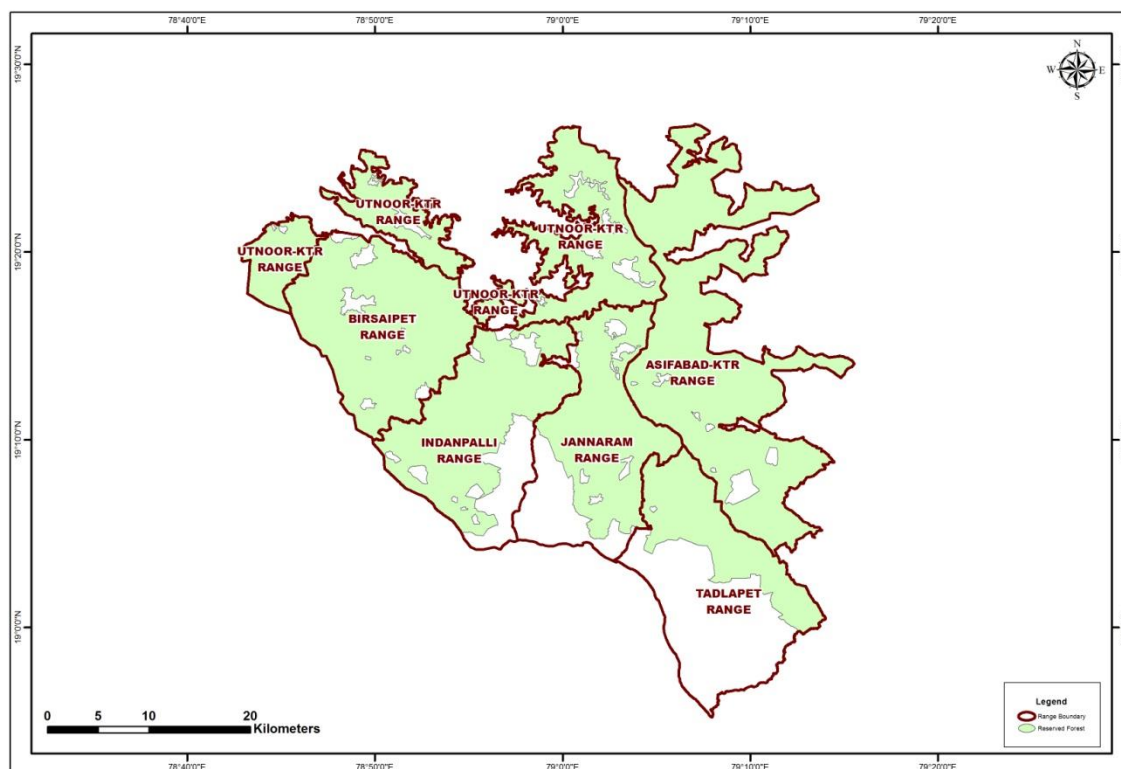 78°40'0"E 78°50'0"E 79°0'0"E 79°10'0"E 79°20'0"E
19°30'0"N
19°20'0"N
19°10'0"N
19°0'0"N
N
W E
S
UTNOOR-KTR
RANGE
UTNOOR-KTR
RANGE
UTNOOR-KTR
RANGE
UTNOOR-KTR
RANGE
BIRSAIPET
RANGE
ASIFABAD-KTR
RANGE
INDANPALLI
RANGE
JANNARAM
RANGE
TADLAPET
RANGE
0 5 10 20
Kilometers
Legend
Range Boundary
Reserved Forest
78°40'0"E 78°50'0"E 79°0'0"E 79°10'0"E 79°20'0"E